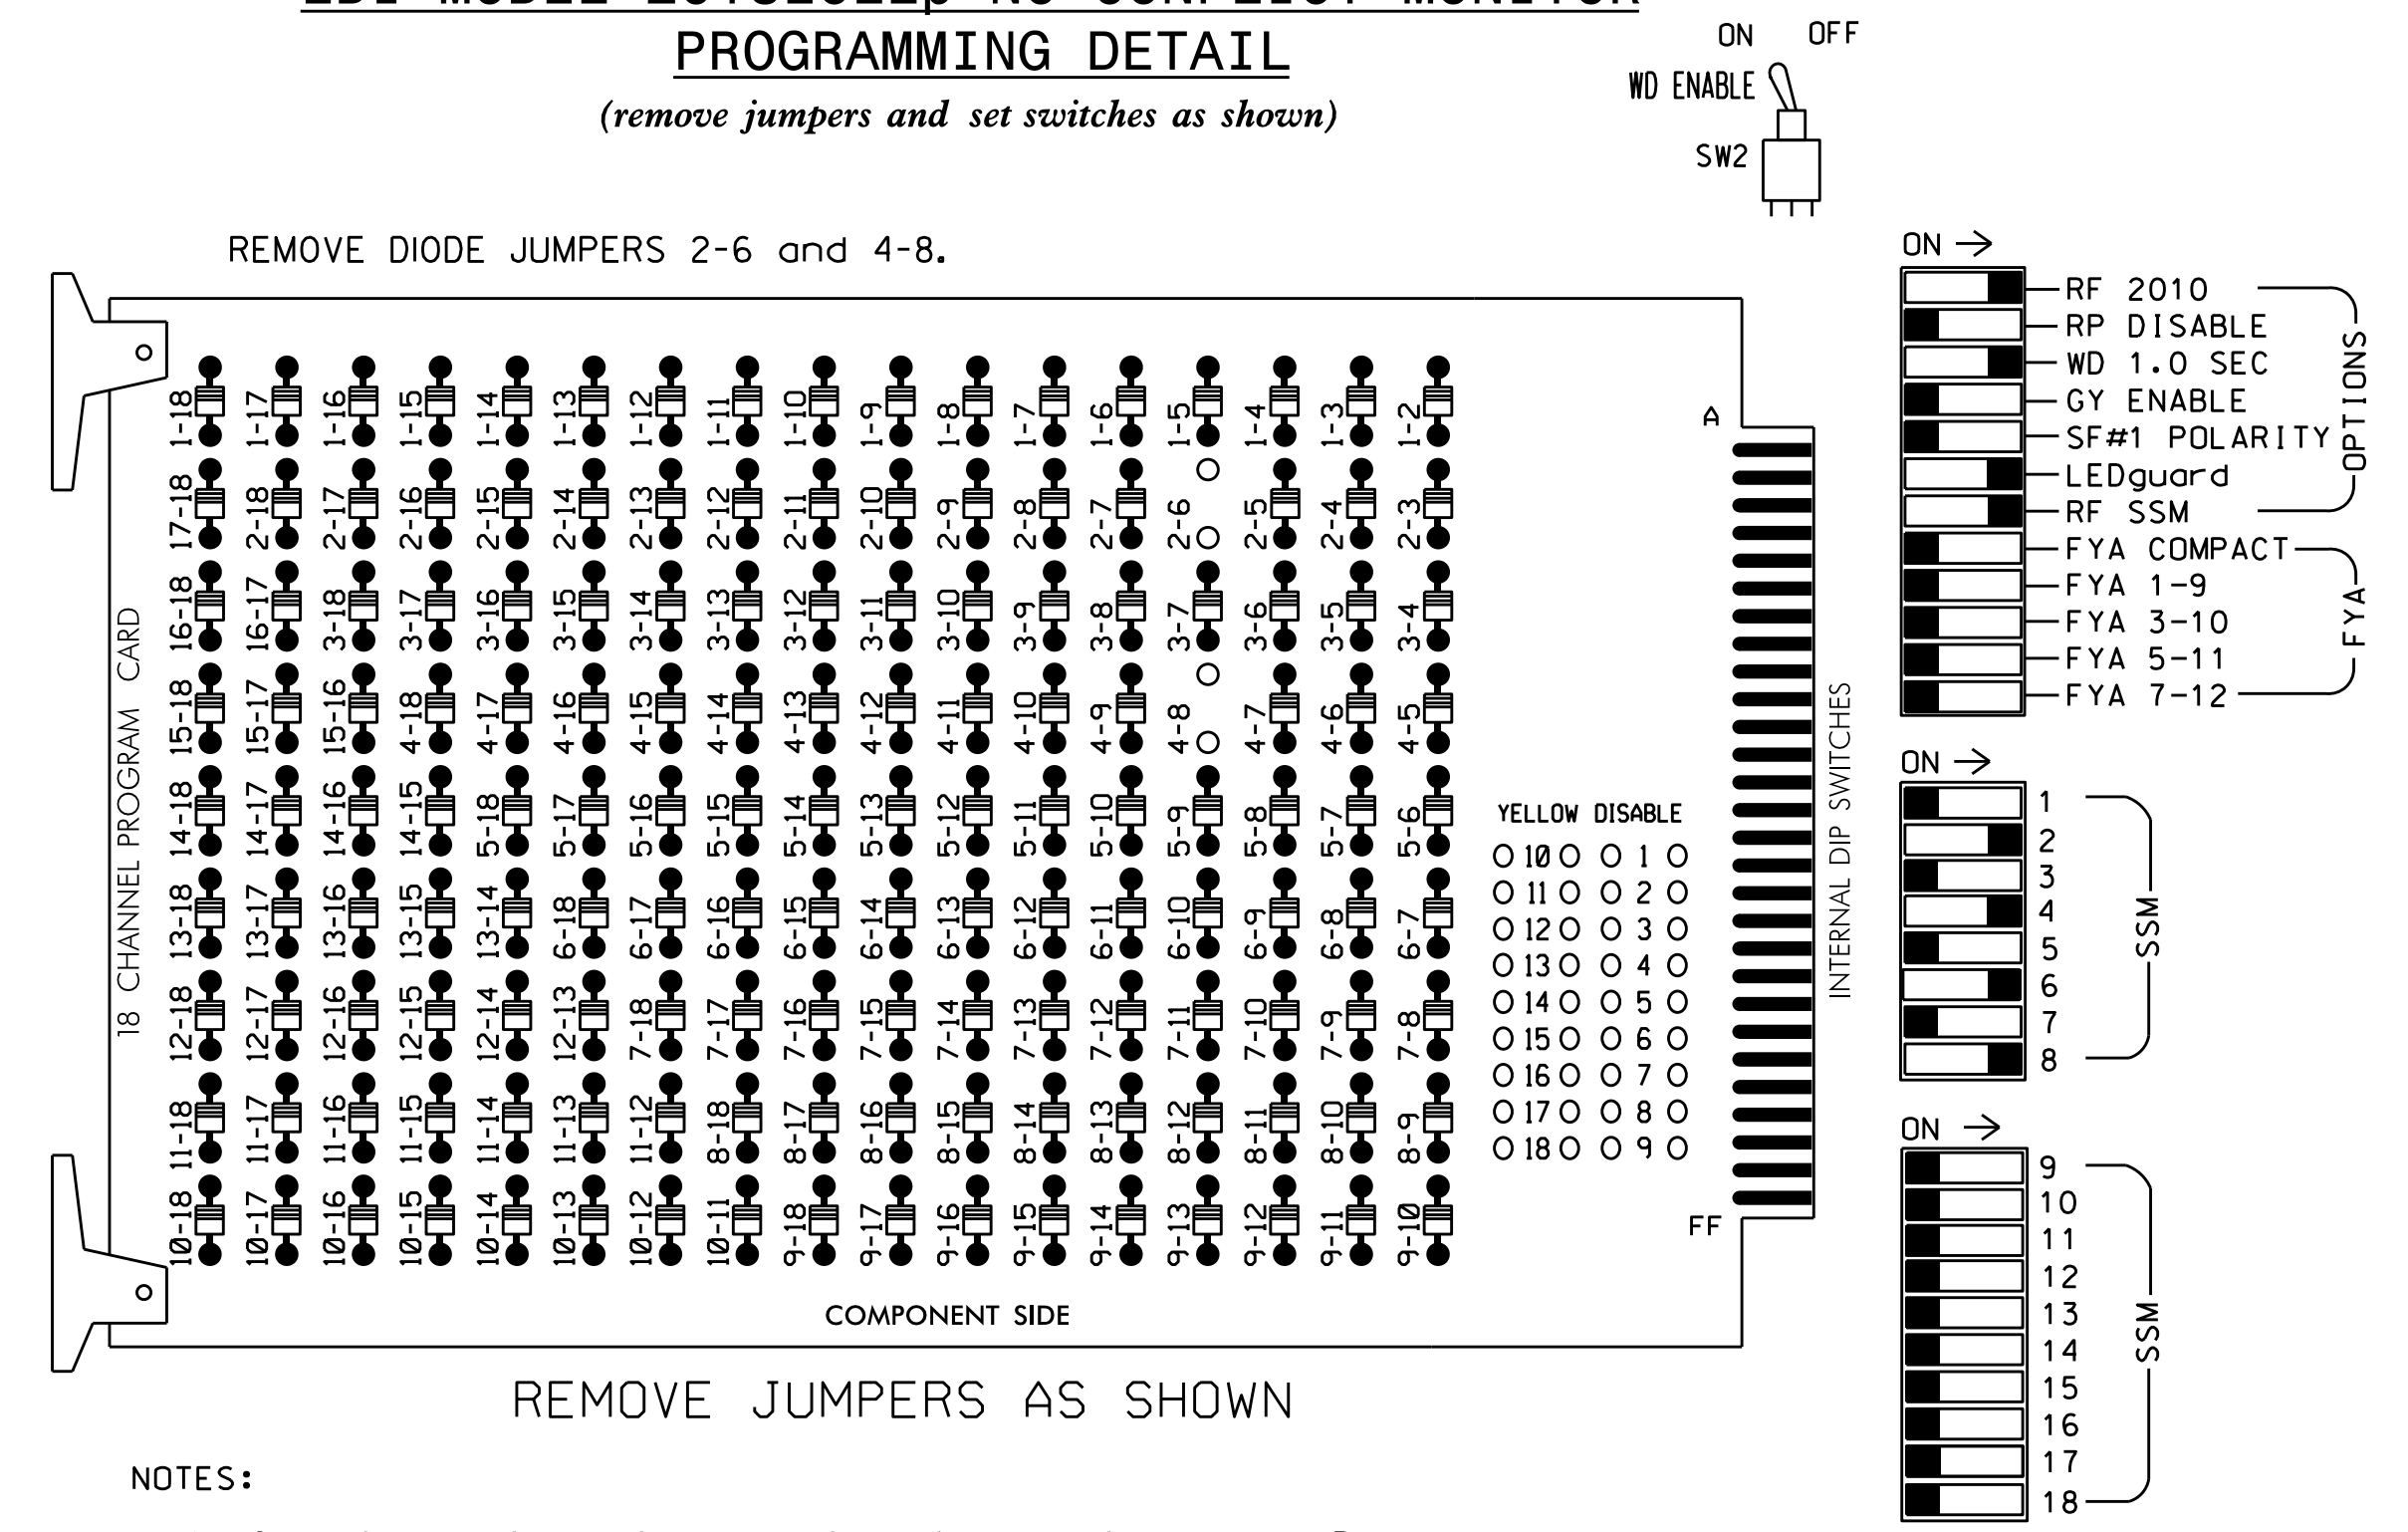 PROGRAMMING DETAIL
(remove jumpers and set switches as shown)
ON OFF
WD ENABLE
SW2
REMOVE DIODE JUMPERS 2-6 and 4-8.
18 CHANNEL PROGRAM CARD
1-18 1-17 1-16 1-15 1-14 1-13 1-12 1-11 1-10 1-9 1-8 1-7 1-6 1-5 1-4 1-3 1-2
17-18 2-18 2-17 2-16 2-15 2-14 2-13 2-12 2-11 2-10 2-9 2-8 2-7 2-6 2-5 2-4 2-3
16-18 16-17 3-18 3-17 3-16 3-15 3-14 3-13 3-12 3-11 3-10 3-9 3-8 3-7 3-6 3-5 3-4
15-18 15-17 15-16 4-18 4-17 4-16 4-15 4-14 4-13 4-12 4-11 4-10 4-9 4-8 4-7 4-6 4-5
14-18 14-17 14-16 14-15 5-18 5-17 5-16 5-15 5-14 5-13 5-12 5-11 5-10 5-9 5-8 5-7 5-6
13-18 13-17 13-16 13-15 13-14 6-18 6-17 6-16 6-15 6-14 6-13 6-12 6-11 6-10 6-9 6-8 6-7
12-18 12-17 12-16 12-15 12-14 12-13 7-18 7-17 7-16 7-15 7-14 7-13 7-12 7-11 7-10 7-9 7-8
11-18 11-17 11-16 11-15 11-14 11-13 11-12 8-18 8-17 8-16 8-15 8-14 8-13 8-12 8-11 8-10 8-9
10-18 10-17 10-16 10-15 10-14 10-13 10-12 10-11 9-18 9-17 9-16 9-15 9-14 9-13 9-12 9-11 9-10
A
YELLOW DISABLE
10 1
11 2
12 3
13 4
14 5
15 6
16 7
17 8
18 9
FF
COMPONENT SIDE
INTERNAL DIP SWITCHES
ON
RF 2010
RP DISABLE
WD 1.0 SEC
GY ENABLE
SF#1 POLARITY
LEDguard
RF SSM
OPTIONS
FYA COMPACT
FYA 1-9
FYA 3-10
FYA 5-11
FYA 7-12
FYA
ON
1
2
3
4
5
6
7
8
SSM
ON
9
10
11
12
13
14
15
16
17
18
SSM
REMOVE JUMPERS AS SHOWN
NOTES: